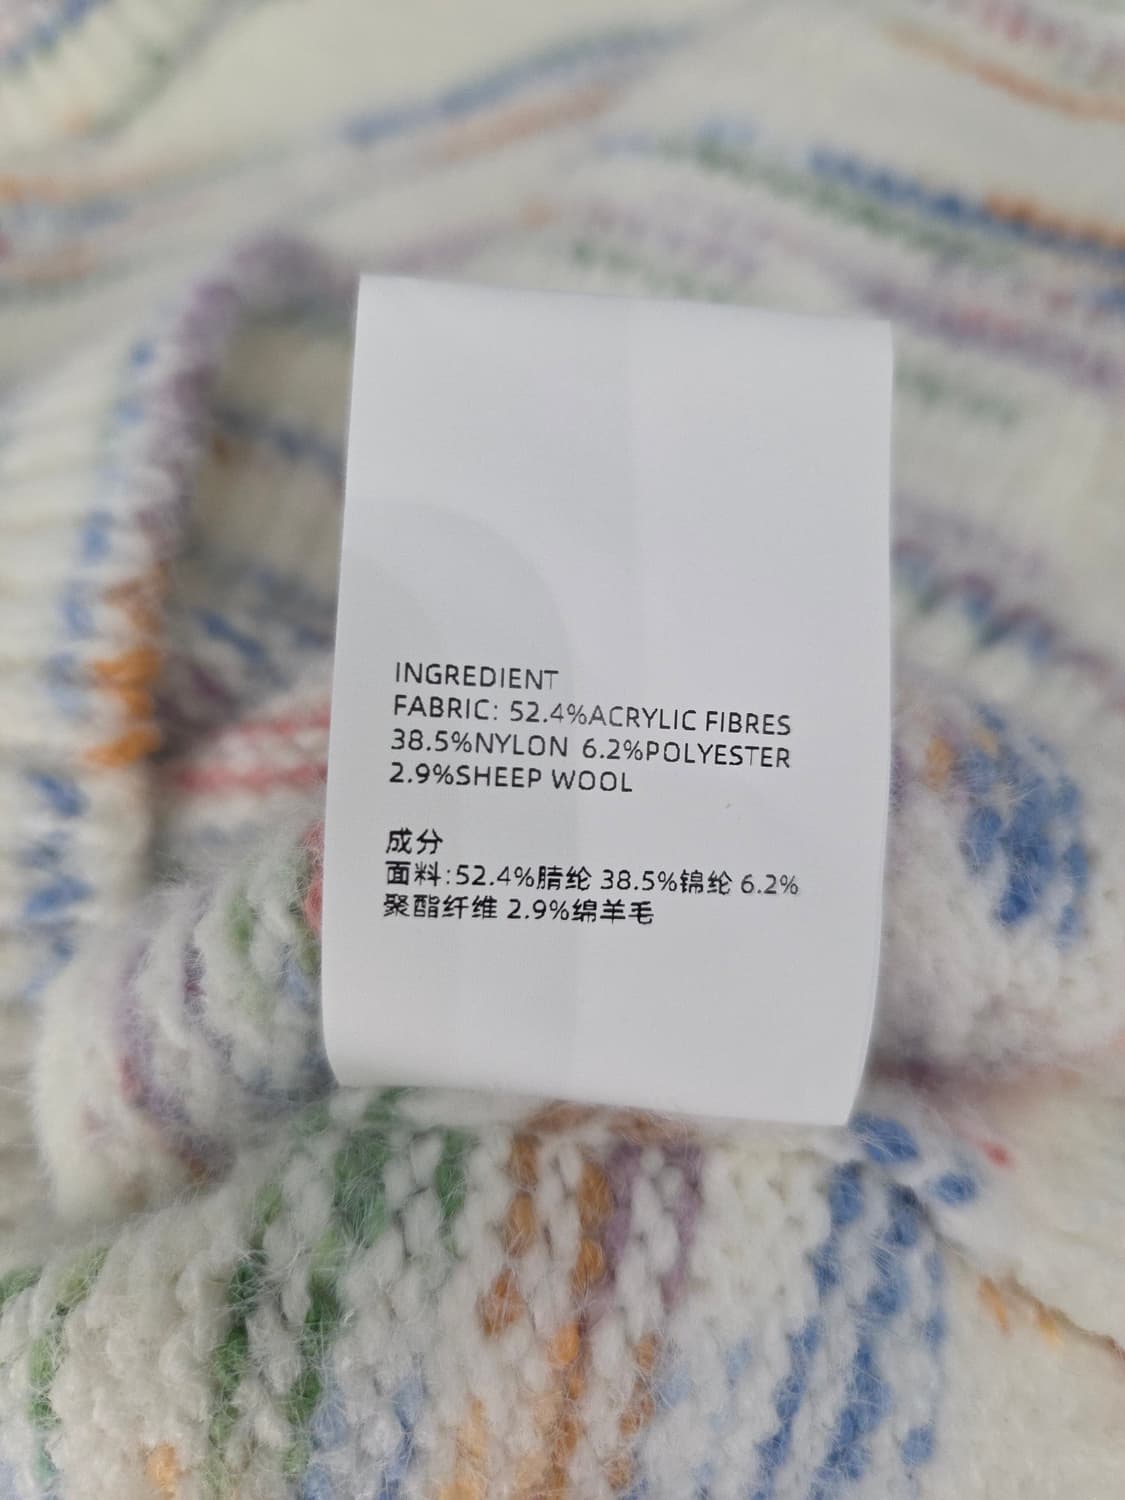 INGREDIENT
FABRIC: 52.4%ACRYLIC FIBRES
38.5%NYLON 6.2%POLYESTER
2.9%SHEEP WOOL
成分
面料:52.4%腈纶 38.5%锦纶 6.2%
聚酯纤维 2.9%绵羊毛